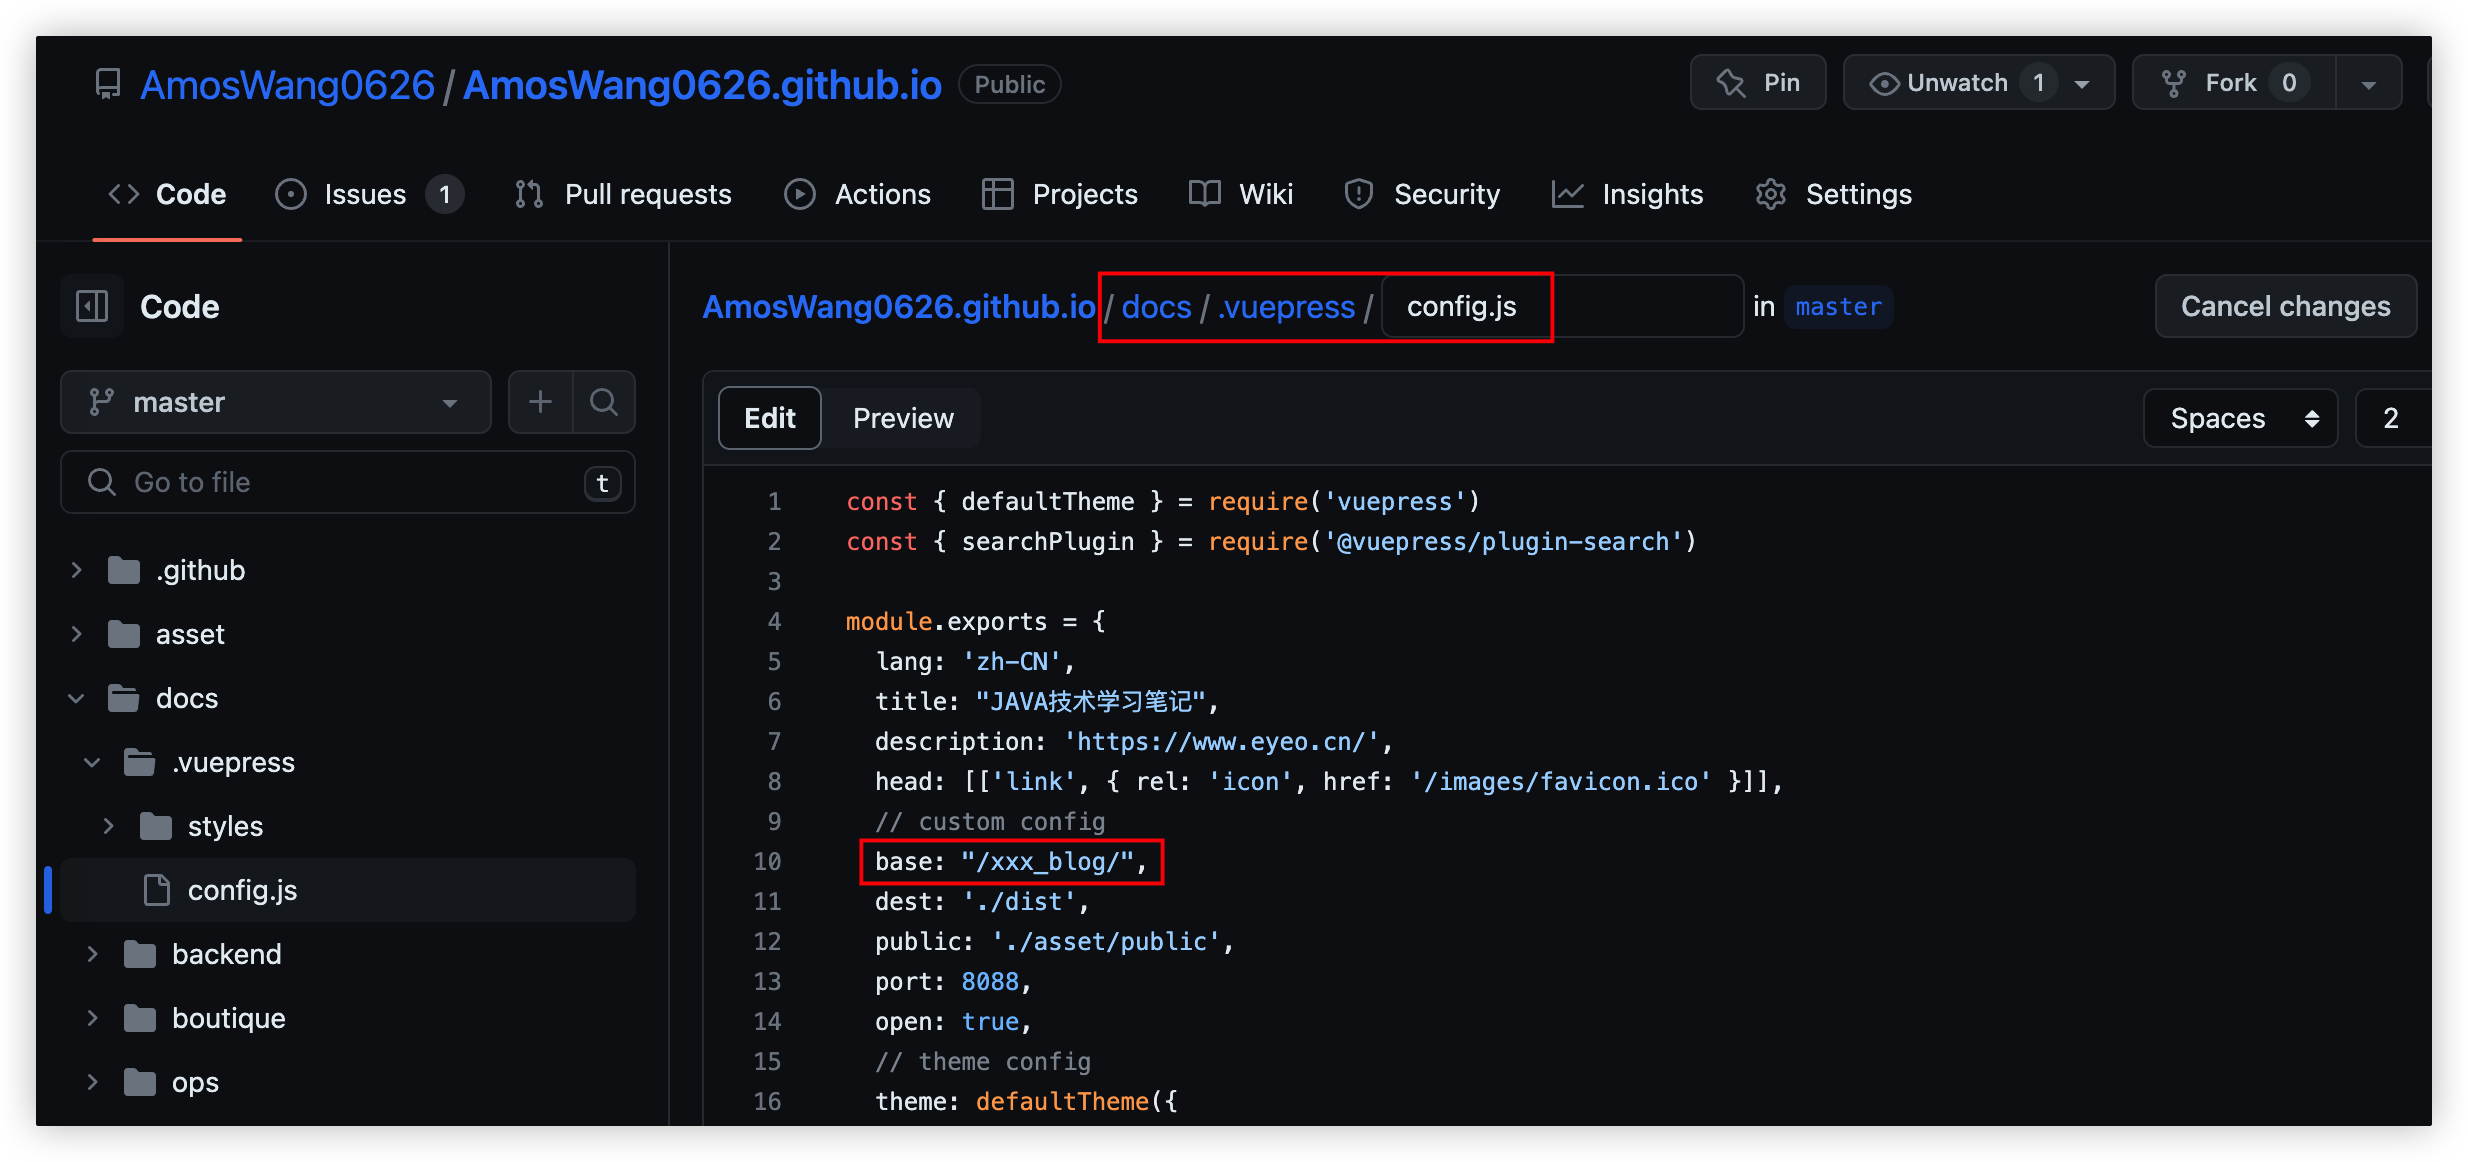 AmosWang0626 / AmosWang0626.github.io Public Pin Unwatch 1 Fork 0
Code Issues 1 Pull requests Actions Projects Wiki Security Insights Settings
Code
master
Go to file t
.github
asset
docs
.vuepress
styles
config.js
backend
boutique
ops
AmosWang0626.github.io / docs / .vuepress / config.js in master Cancel changes
Edit Preview Spaces 2
1 const { defaultTheme } = require('vuepress')
2 const { searchPlugin } = require('@vuepress/plugin-search')
3
4 module.exports = {
5 lang: 'zh-CN',
6 title: "JAVA技术学习笔记",
7 description: 'https://www.eyeo.cn/',
8 head: [['link', { rel: 'icon', href: '/images/favicon.ico' }]],
9 // custom config
10 base: "/xxx_blog/",
11 dest: './dist',
12 public: './asset/public',
13 port: 8088,
14 open: true,
15 // theme config
16 theme: defaultTheme({